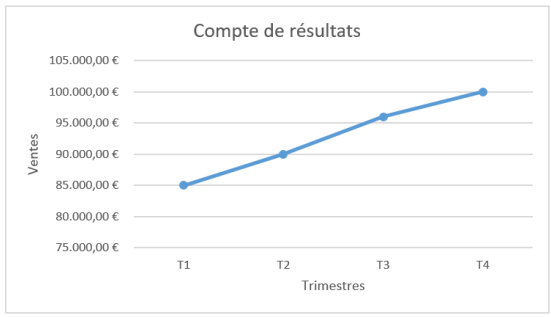 Compte de résultats
105.000,00 €
100.000,00 €
95.000,00 €
90.000,00 €
85.000,00 €
80.000,00 €
75.000,00 €
Ventes
T1 T2 T3 T4
Trimestres